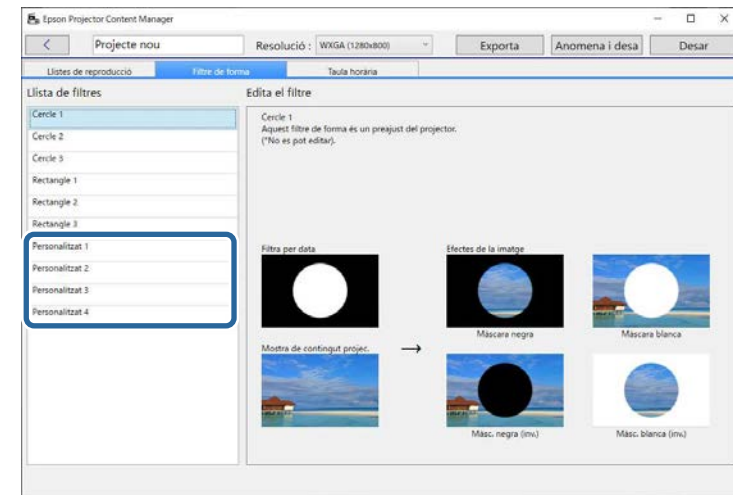 Epson Projector Content Manager
Projecte nou
Resolució : WXGA (1280x800)
Exporta
Anomena i desa
Desar
Llistes de reproducció
Filtre de forma
Taula horària
Llista de filtres
Cercle 1
Cercle 2
Cercle 3
Rectangle 1
Rectangle 2
Rectangle 3
Personalitzat 1
Personalitzat 2
Personalitzat 3
Personalitzat 4
Edita el filtre
Cercle 1
Aquest filtre de forma és un preajust del projector.
(*No es pot editar).
Filtra per data
Efectes de la imatge
Màscara negra
Màscara blanca
Mostra de contingut projec.
→
Màsc. negra (inv.)
Màsc. blanca (inv.)